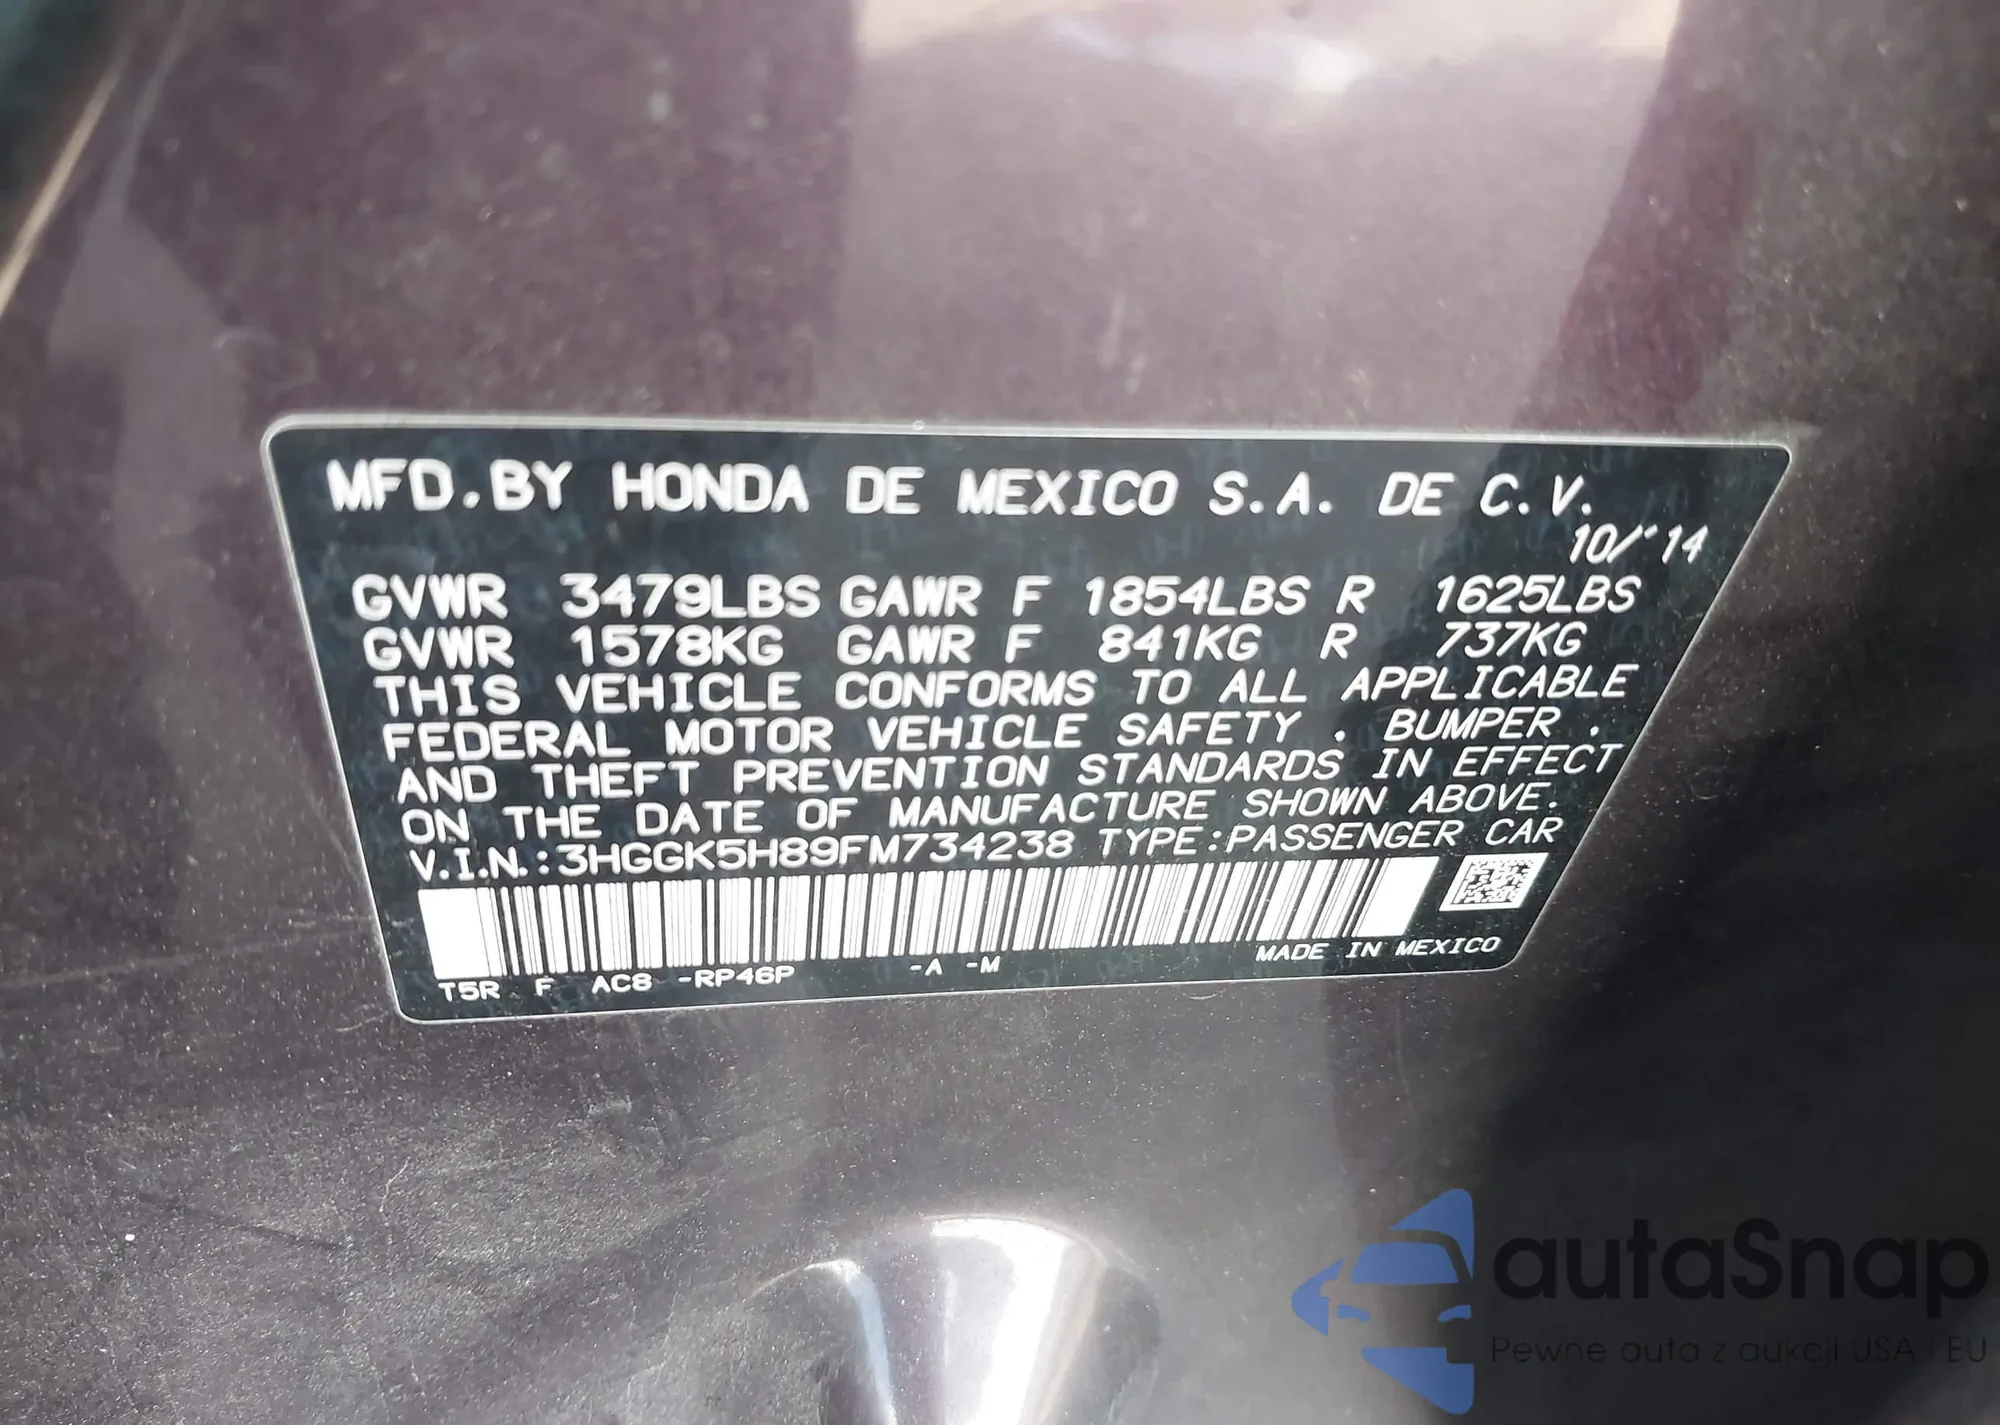 MFD.BY HONDA DE MEXICO S.A. DE C.V.
10/'14
GVWR 3479LBS GAWR F 1854LBS R 1625LBS
GVWR 1578KG GAWR F 841KG R 737KG
THIS VEHICLE CONFORMS TO ALL APPLICABLE
FEDERAL MOTOR VEHICLE SAFETY . BUMPER .
AND THEFT PREVENTION STANDARDS IN EFFECT
ON THE DATE OF MANUFACTURE SHOWN ABOVE.
V.I.N.:3HGGK5H89FM734238 TYPE:PASSENGER CAR
MADE IN MEXICO
T5R F AC8 -RP46P -A -M
autaSnap
Pewne auta z aukcji USA i EU